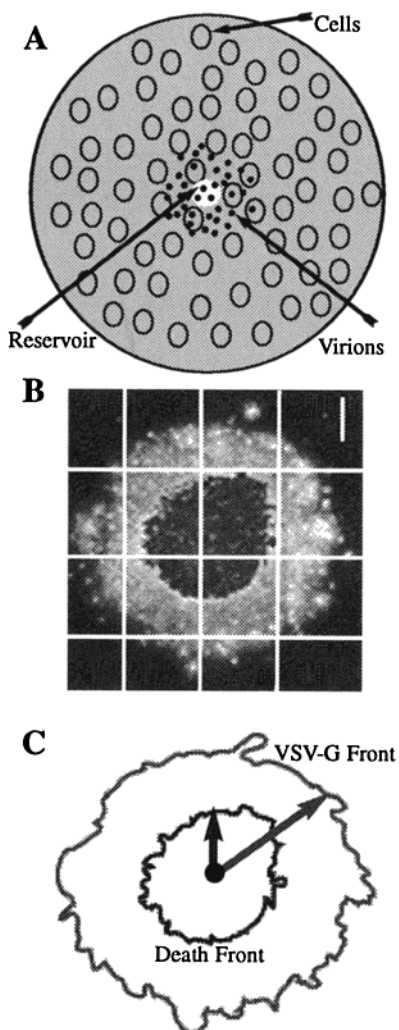 A
Cells
Reservoir
Virions
B
C
VSV-G Front
Death Front